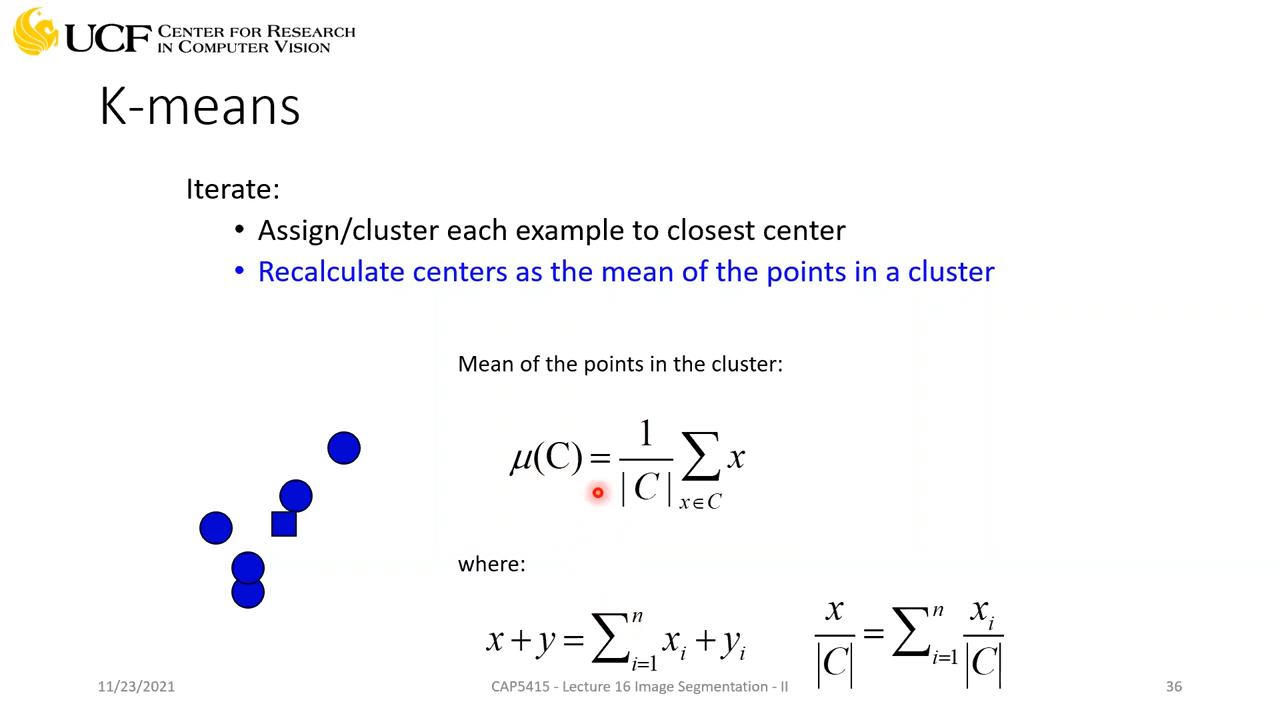 UCF CENTER FOR RESEARCH
IN COMPUTER VISION
K-means
Iterate:
• Assign/cluster each example to closest center
• Recalculate centers as the mean of the points in a cluster
Mean of the points in the cluster:
μ(C) = 1/|C| ∑_{x∈C} x
where:
x + y = ∑_{i=1}^{n} x_i + y_i
x/|C| = ∑_{i=1}^{n} x_i/|C|
11/23/2021
CAP5415 - Lecture 16 Image Segmentation - II
36